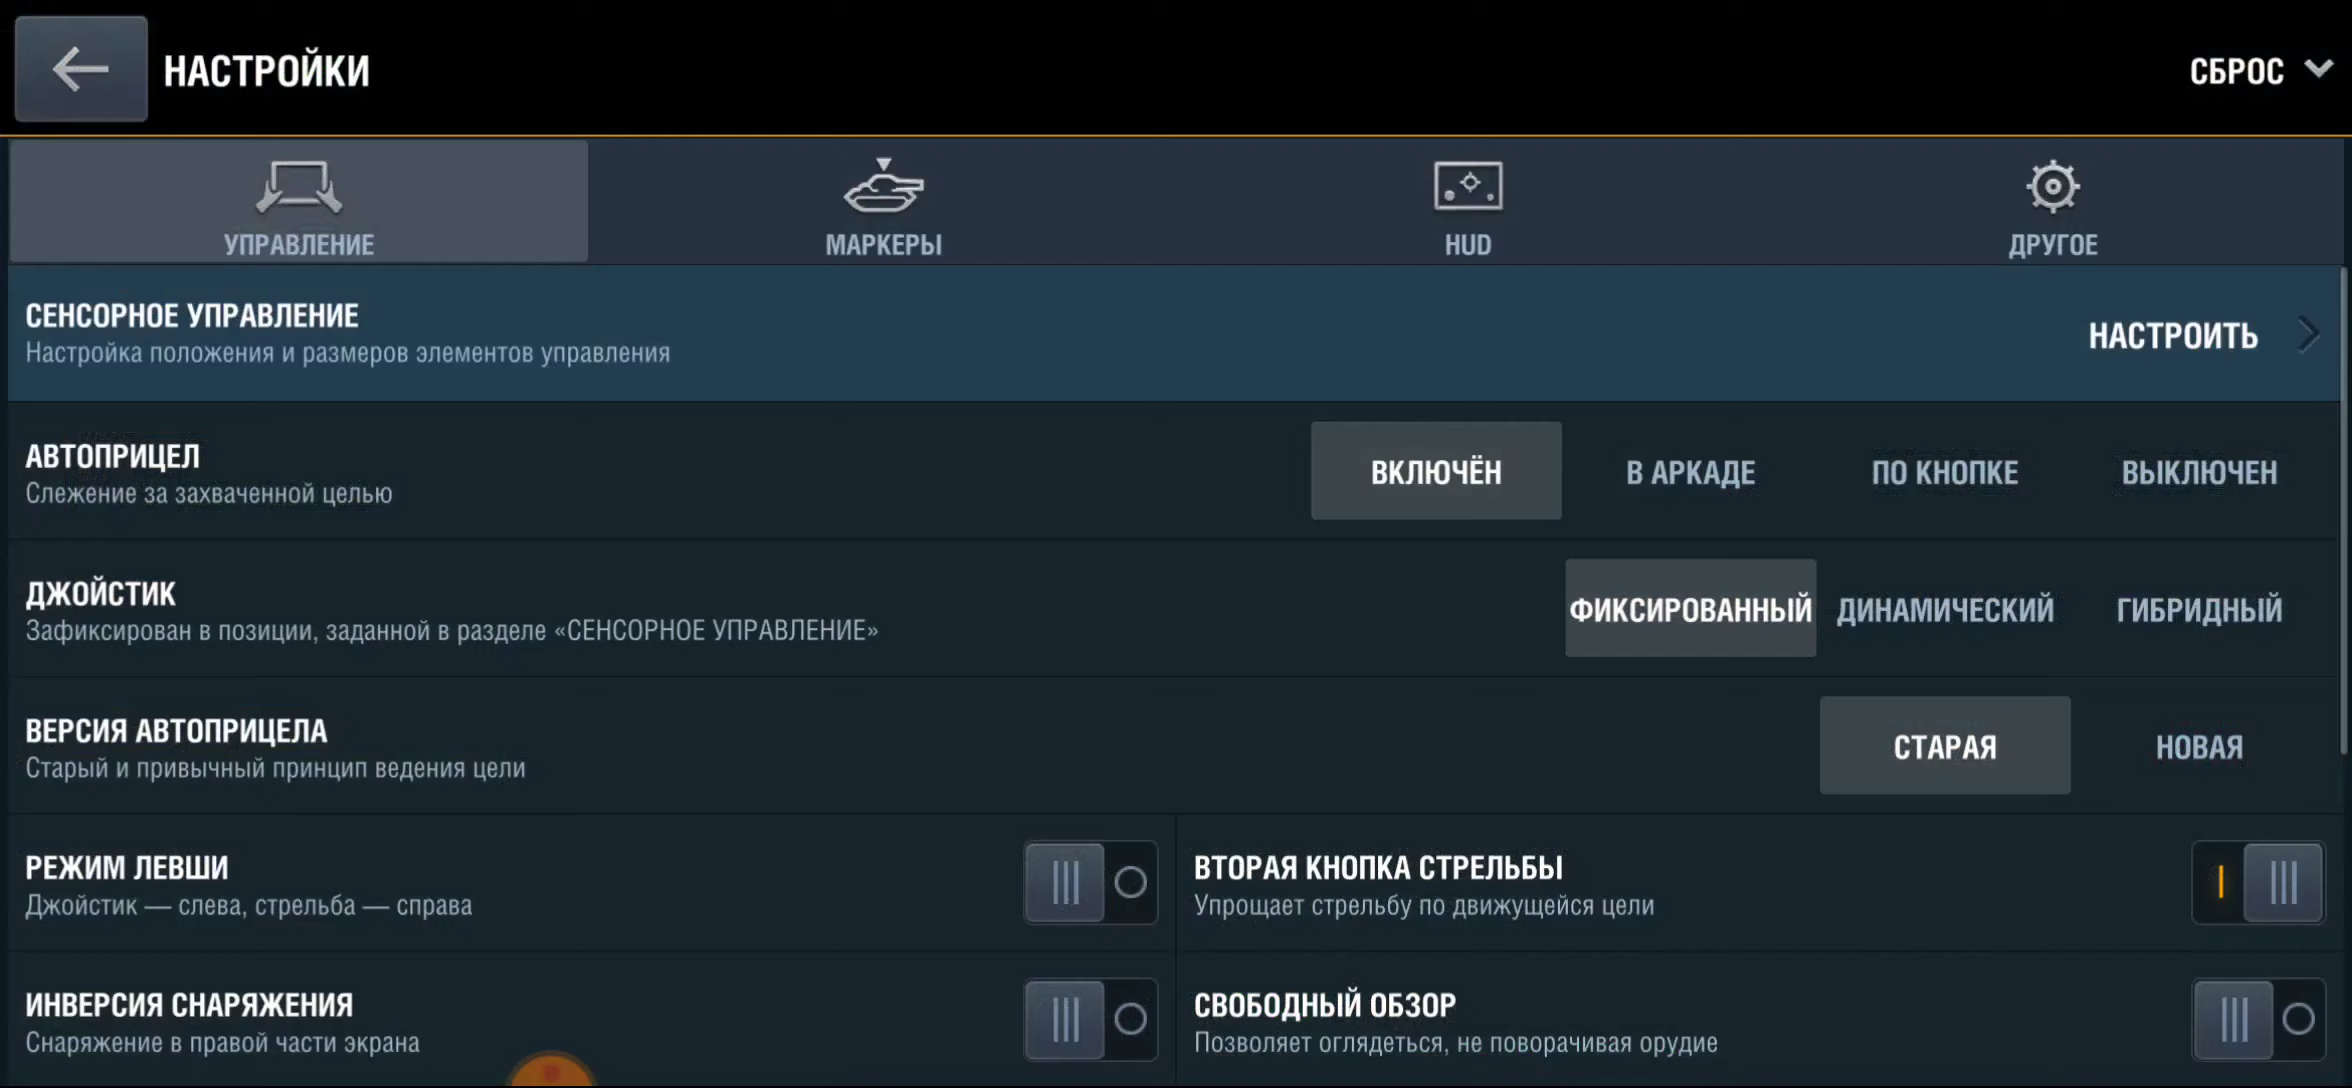 НАСТРОЙКИ
СБРОС
УПРАВЛЕНИЕ
МАРКЕРЫ
HUD
ДРУГОЕ
СЕНСОРНОЕ УПРАВЛЕНИЕ
Настройка положения и размеров элементов управления
НАСТРОИТЬ
АВТОПРИЦЕЛ
Слежение за захваченной целью
ВКЛЮЧЁН
В АРКАДЕ
ПО КНОПКЕ
ВЫКЛЮЧЕН
ДЖОЙСТИК
Зафиксирован в позиции, заданной в разделе «СЕНСОРНОЕ УПРАВЛЕНИЕ»
ФИКСИРОВАННЫЙ
ДИНАМИЧЕСКИЙ
ГИБРИДНЫЙ
ВЕРСИЯ АВТОПРИЦЕЛА
Старый и привычный принцип ведения цели
СТАРАЯ
НОВАЯ
РЕЖИМ ЛЕВШИ
Джойстик — слева, стрельба — справа
ВТОРАЯ КНОПКА СТРЕЛЬБЫ
Упрощает стрельбу по движущейся цели
ИНВЕРСИЯ СНАРЯЖЕНИЯ
Снаряжение в правой части экрана
СВОБОДНЫЙ ОБЗОР
Позволяет оглядеться, не поворачивая орудие